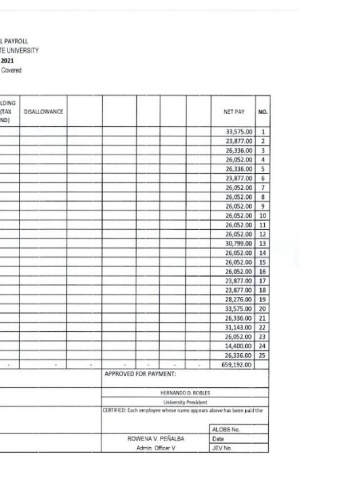 L PAYROLL
TE UNIVERSITY
2021
Covered
LDING
(TAX
ND)
DISALLOWANCE
NET PAY
NO.
33,575.00 1
23,877.00 2
26,336.00 3
26,052.00 4
26,336.00 5
23,877.00 6
26,052.00 7
26,052.00 8
26,052.00 9
26,052.00 10
26,052.00 11
26,052.00 12
30,799.00 13
26,052.00 14
26,052.00 15
26,052.00 16
23,877.00 17
23,877.00 18
28,276.00 19
33,575.00 20
26,336.00 21
31,143.00 22
26,052.00 23
14,400.00 24
26,336.00 25
- - - - - - - 659,192.00
APPROVED FOR PAYMENT:
HERNANDO D. ROBLES
University President
CERTIFIED: Each employee whose name appears above has been paid the
ALOBS No.
ROWENA V. PEÑALBA Date
Admin. Officer V JEV No.